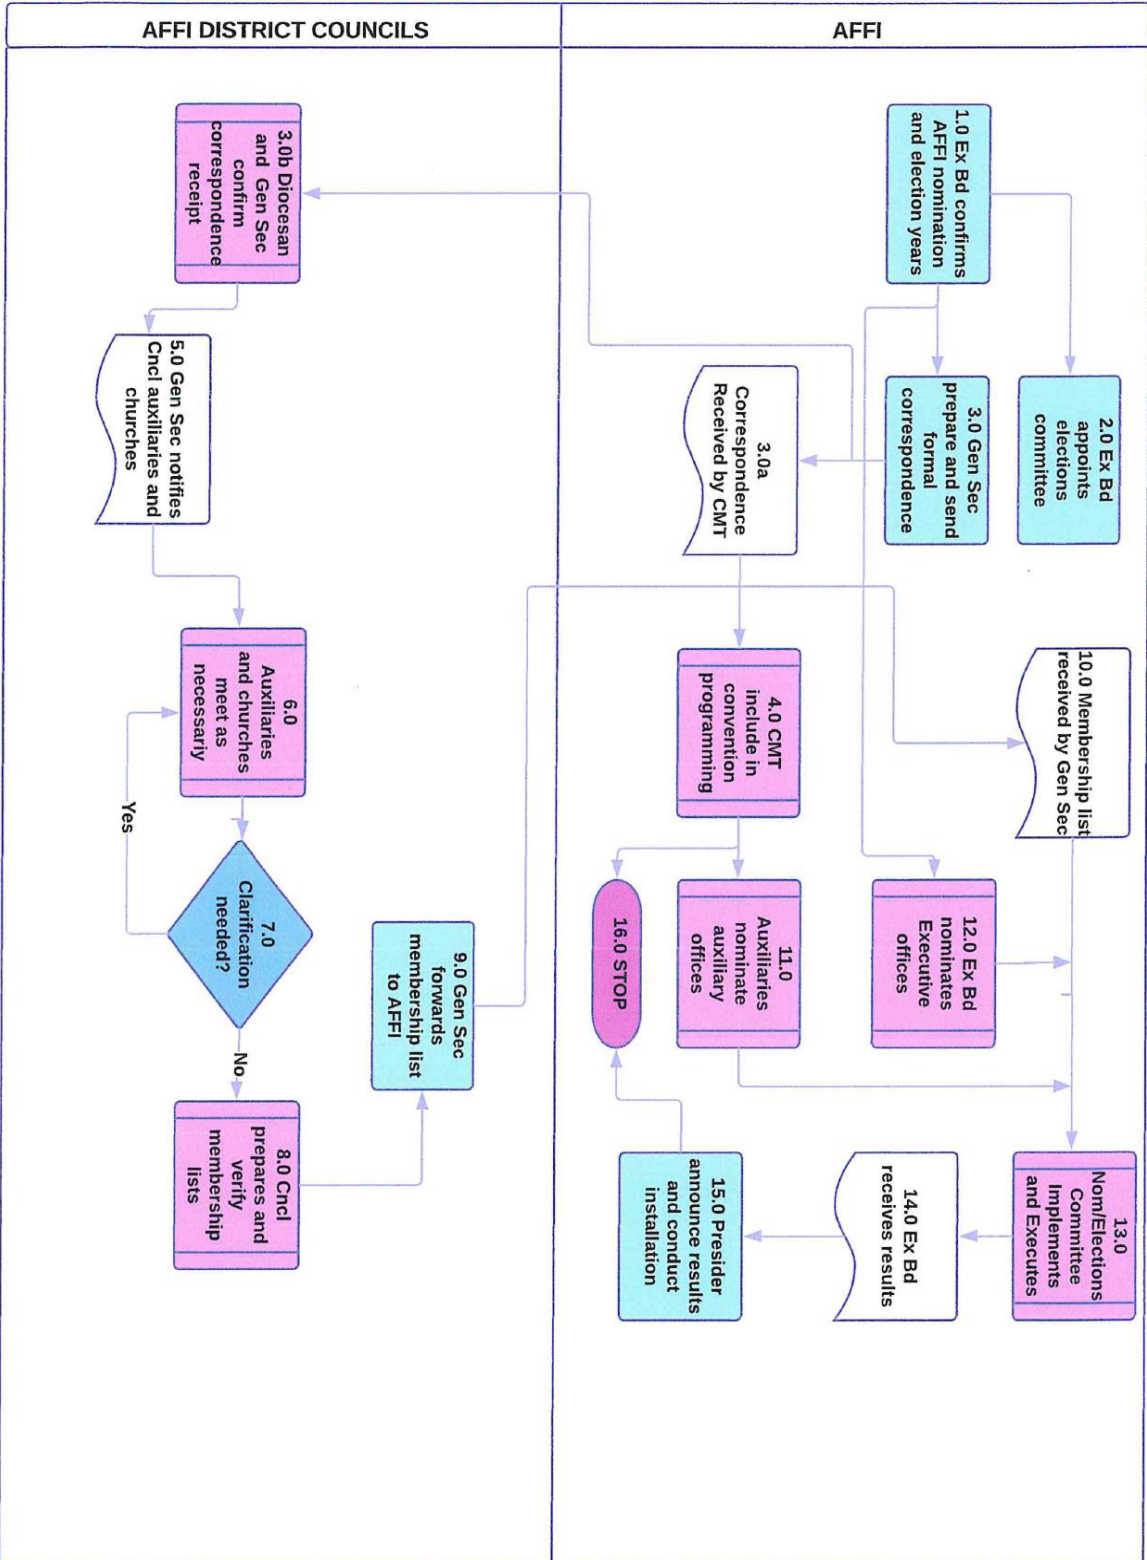 AFFI DISTRICT COUNCILS
AFFI
1.0 Ex Bd confirms
AFFI nomination
and election years
2.0 Ex Bd
appoints
elections
committee
3.0 Gen Sec
prepare and send
formal
correspondence
3.0a
Correspondence
Received by CMT
3.0b Diocesan
and Gen Sec
confirm
correspondence
receipt
4.0 CMT
include in
convention
programming
5.0 Gen Sec notifies
Cncl auxiliaries and
churches
6.0
Auxiliaries
and churches
meet as
necessariy
7.0
Clarification
needed?
Yes
No
8.0 Cncl
prepares and
verify
membership
lists
9.0 Gen Sec
forwards
membership list
to AFFI
10.0 Membership list
received by Gen Sec
11.0
Auxiliaries
nominate
auxiliary
offices
12.0 Ex Bd
nominates
Executive
offices
13.0
Nom/Elections
Committee
Implements
and Executes
14.0 Ex Bd
receives results
15.0 Presider
announce results
and conduct
installation
16.0 STOP